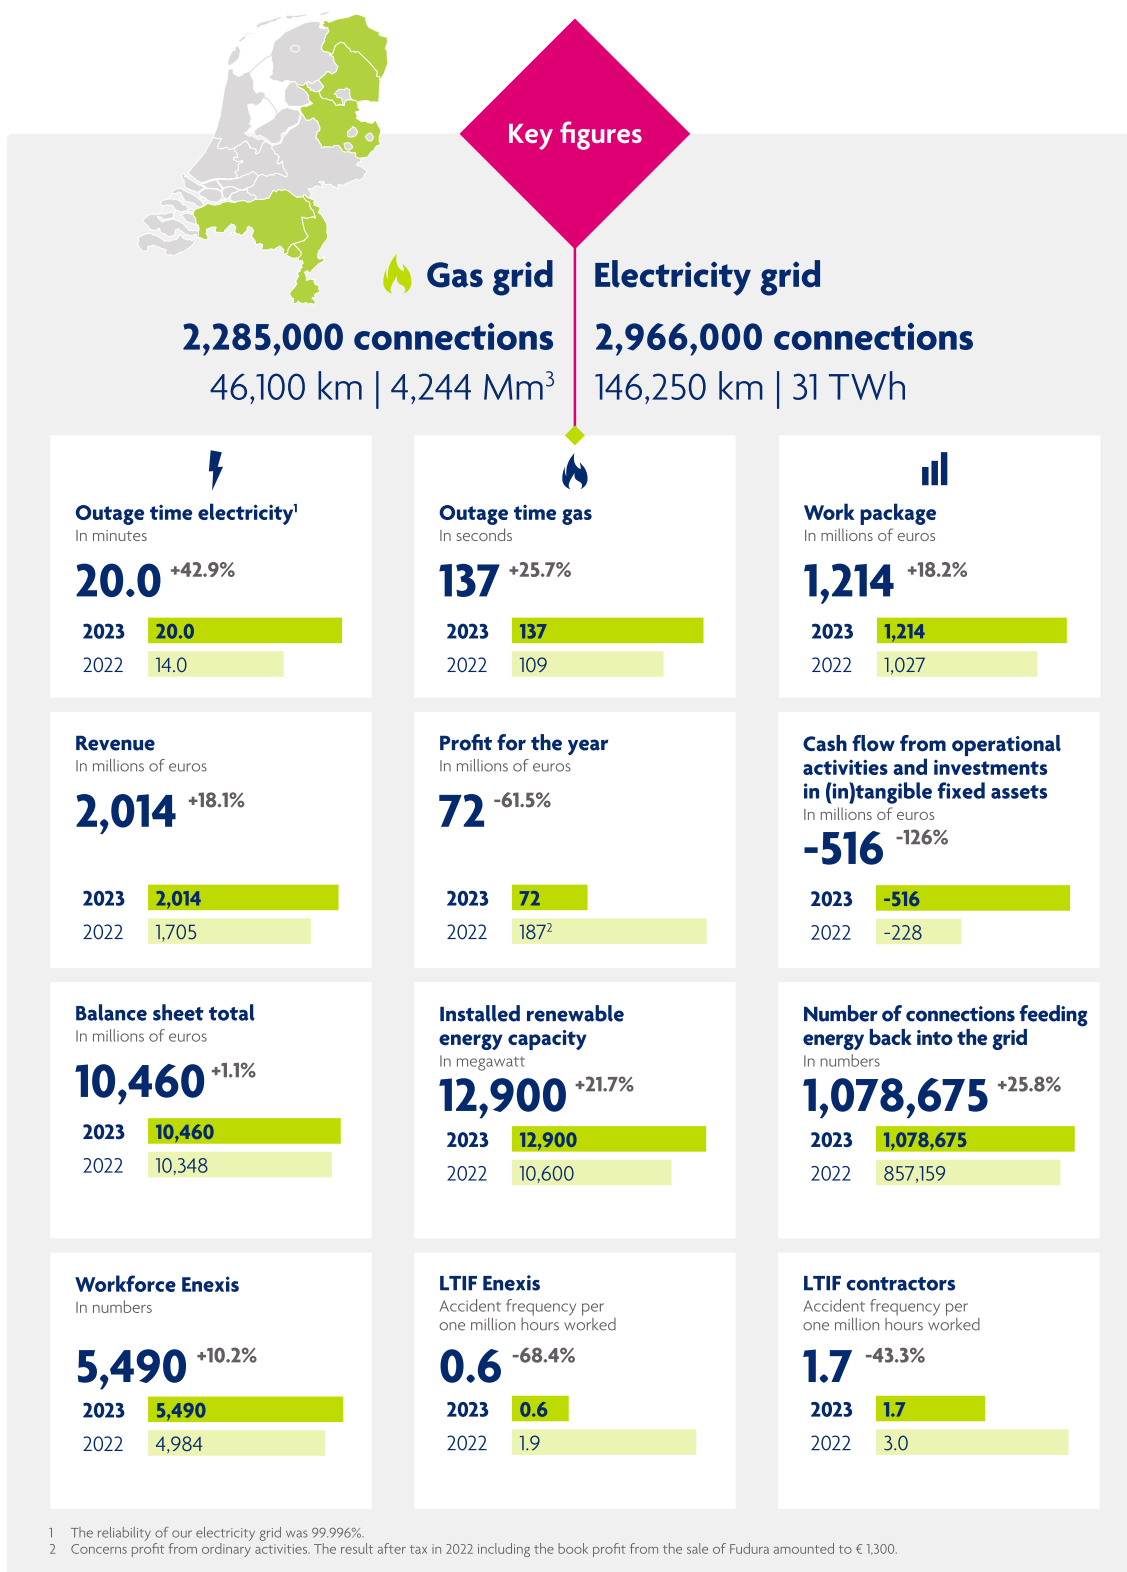 Key figures
Gas grid
2,285,000 connections
46,100 km | 4,244 Mm³
Electricity grid
2,966,000 connections
146,250 km | 31 TWh
Outage time electricity¹
In minutes
20.0 +42.9%
2023 20.0
2022 14.0
Outage time gas
In seconds
137 +25.7%
2023 137
2022 109
Work package
In millions of euros
1,214 +18.2%
2023 1,214
2022 1,027
Revenue
In millions of euros
2,014 +18.1%
2023 2,014
2022 1,705
Profit for the year
In millions of euros
72 -61.5%
2023 72
2022 187²
Cash flow from operational
activities and investments
in (in)tangible fixed assets
In millions of euros
-516 -126%
2023 -516
2022 -228
Balance sheet total
In millions of euros
10,460 +1.1%
2023 10,460
2022 10,348
Installed renewable
energy capacity
In megawatt
12,900 +21.7%
2023 12,900
2022 10,600
Number of connections feeding
energy back into the grid
In numbers
1,078,675 +25.8%
2023 1,078,675
2022 857,159
Workforce Enexis
In numbers
5,490 +10.2%
2023 5,490
2022 4,984
LTIF Enexis
Accident frequency per
one million hours worked
0.6 -68.4%
2023 0.6
2022 1.9
LTIF contractors
Accident frequency per
one million hours worked
1.7 -43.3%
2023 1.7
2022 3.0
1 The reliability of our electricity grid was 99.996%.
2 Concerns profit from ordinary activities. The result after tax in 2022 including the book profit from the sale of Fudura amounted to € 1,300.